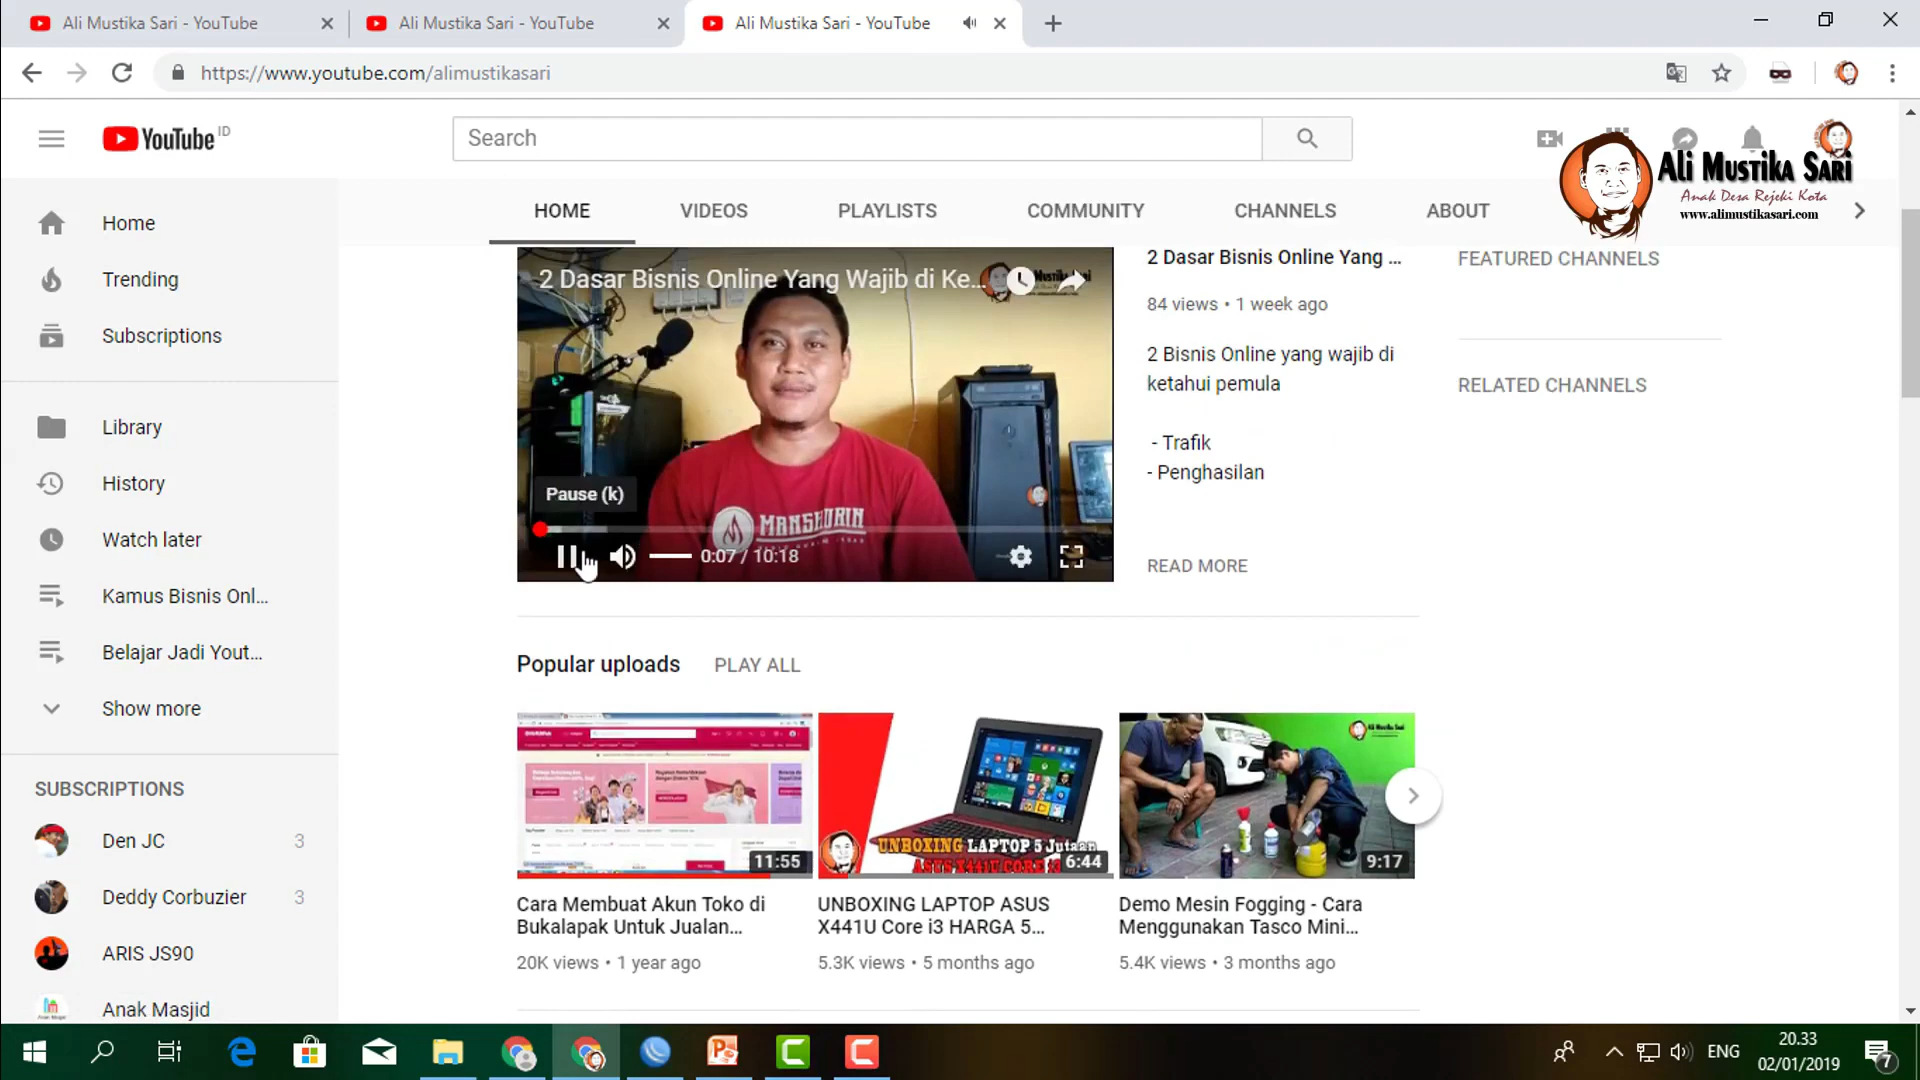 Ali Mustika Sari - YouTube
Ali Mustika Sari - YouTube
Ali Mustika Sari - YouTube
https://www.youtube.com/alimustikasari
YouTube ID
Search
Ali Mustika Sari
Anak Desa Rejeki Kota
www.alimustikasari.com
HOME VIDEOS PLAYLISTS COMMUNITY CHANNELS ABOUT
Home
Trending
Subscriptions
Library
History
Watch later
Kamus Bisnis Onl...
Belajar Jadi Yout...
Show more
SUBSCRIPTIONS
Den JC 3
Deddy Corbuzier 3
ARIS JS90
Anak Masjid
2 Dasar Bisnis Online Yang Wajib di Ke...
MANSHURIN
Pause (k)
0:07 / 10:18
2 Dasar Bisnis Online Yang ...
84 views • 1 week ago
2 Bisnis Online yang wajib di
ketahui pemula
- Trafik
- Penghasilan
READ MORE
FEATURED CHANNELS
RELATED CHANNELS
Popular uploads PLAY ALL
11:55
Cara Membuat Akun Toko di
Bukalapak Untuk Jualan...
20K views • 1 year ago
UNBOXING LAPTOP 5 Jutaan
ASUS X441U CORE i3
6:44
UNBOXING LAPTOP ASUS
X441U Core i3 HARGA 5...
5.3K views • 5 months ago
Ali Mustika Sari
9:17
Demo Mesin Fogging - Cara
Menggunakan Tasco Mini...
5.4K views • 3 months ago
ENG
20.33
02/01/2019
7